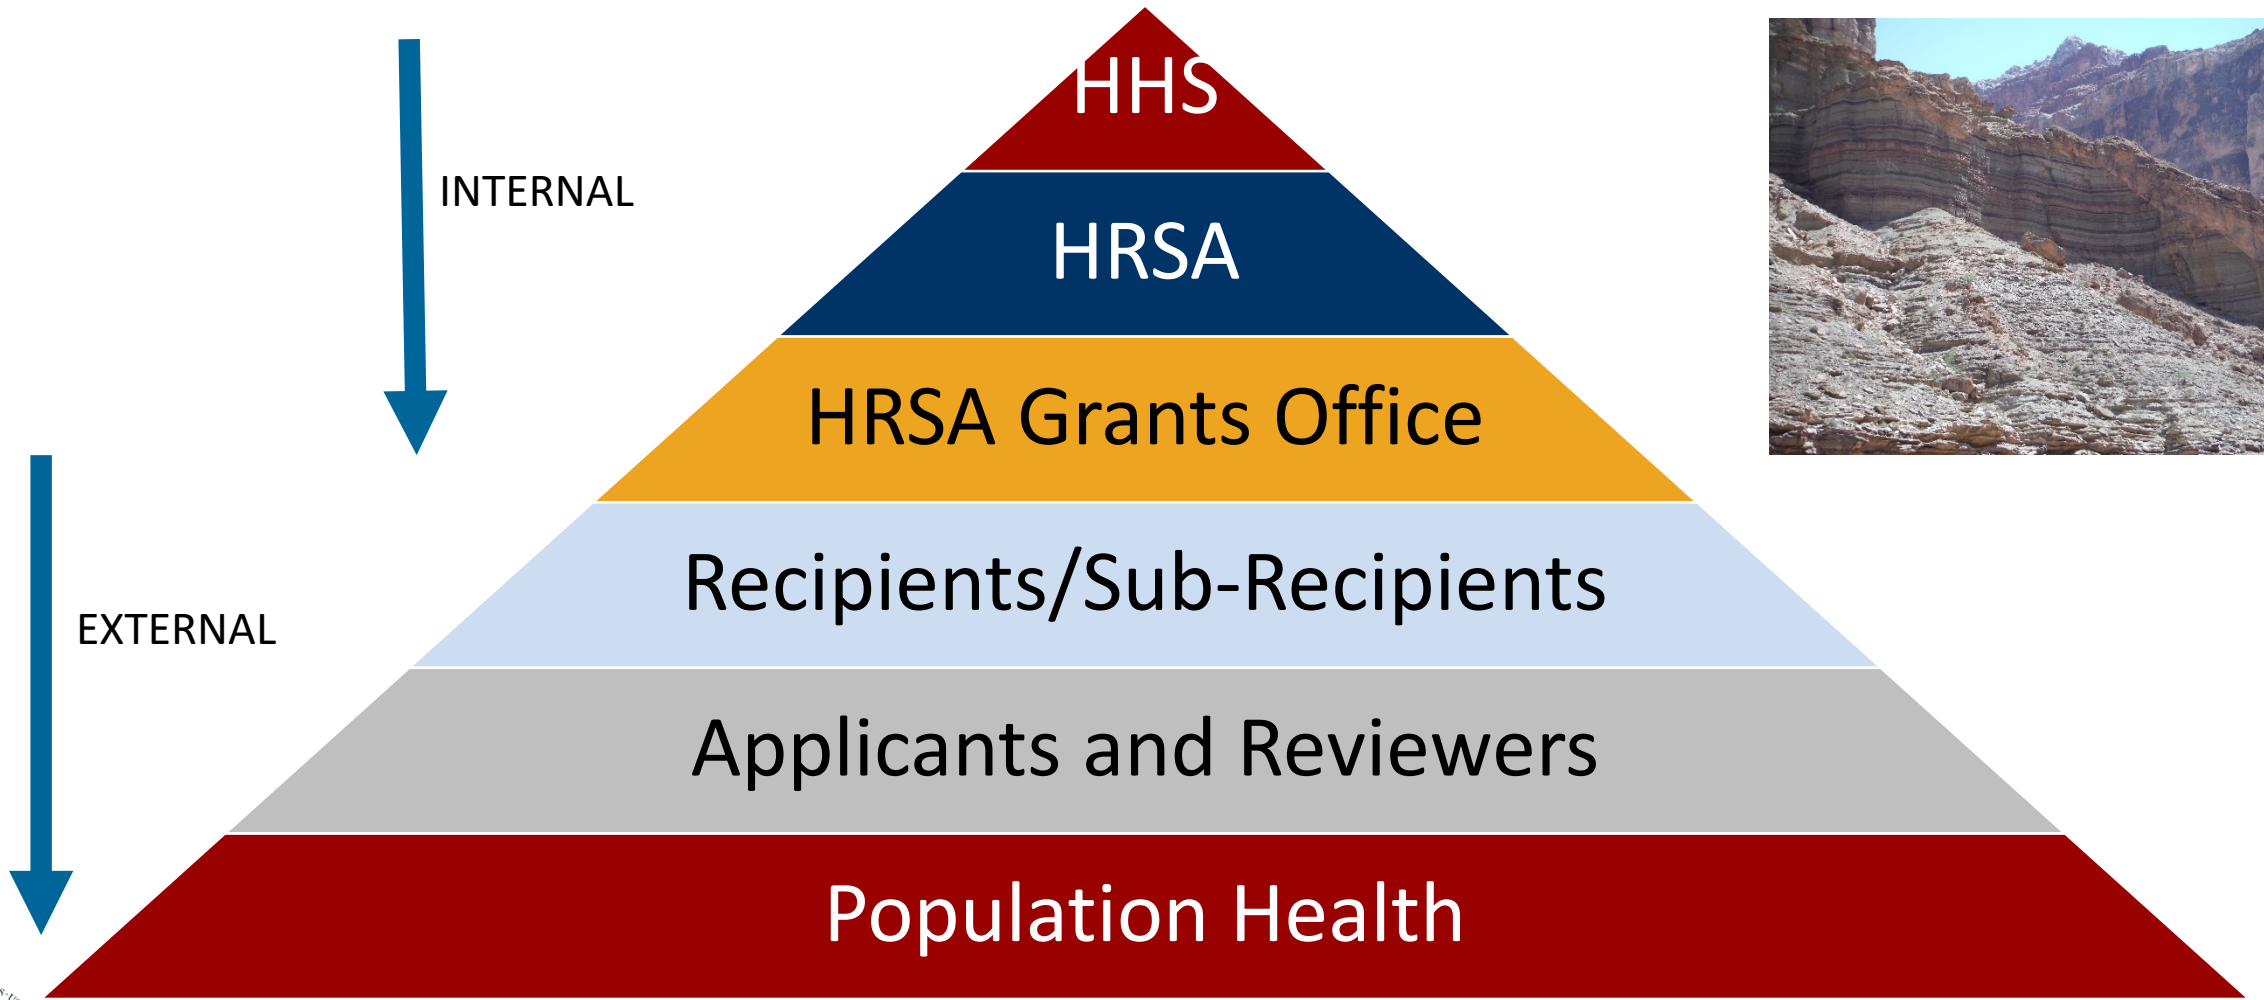 HHS
INTERNAL
HRSA
HRSA Grants Office
Recipients/Sub-Recipients
EXTERNAL
Applicants and Reviewers
Population Health